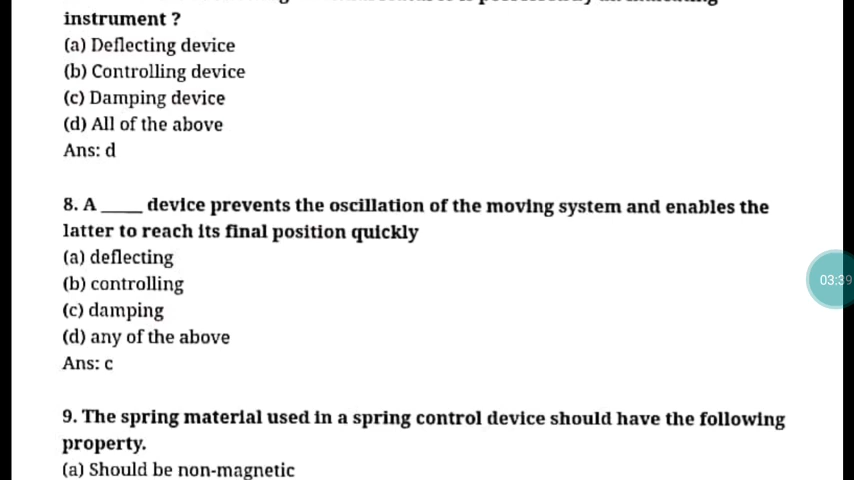 instrument ?
(a) Deflecting device
(b) Controlling device
(c) Damping device
(d) All of the above
Ans: d
8. A ____ device prevents the oscillation of the moving system and enables the
latter to reach its final position quickly
(a) deflecting
(b) controlling
(c) damping
(d) any of the above
Ans: c
03:39
9. The spring material used in a spring control device should have the following
property.
(a) Should be non-magnetic